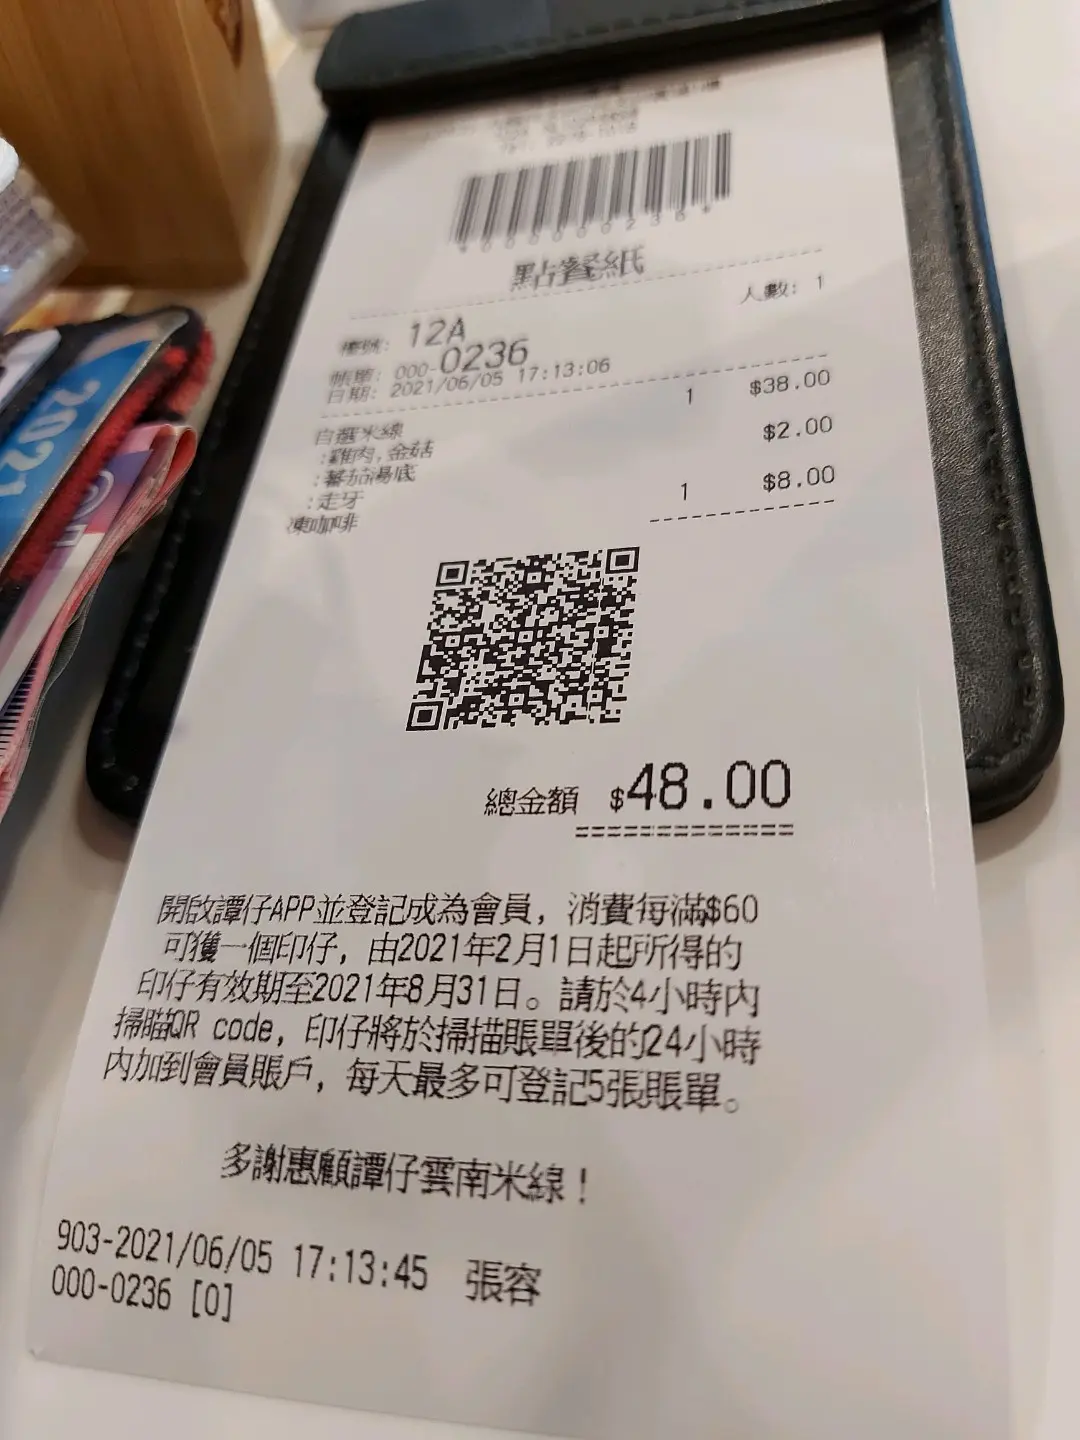 *000000236*
點餐紙
人數: 1
檯號: 12A
帳單: 000-0236
日期: 2021/06/05 17:13:06
自選米線 1 $38.00
:雞肉,金菇
:蕃茄湯底 $2.00
:走牙
凍咖啡 1 $8.00
總金額 $48.00
==============
開啟譚仔APP並登記成為會員, 消費每滿$60
可獲一個印仔, 由2021年2月1日起所得的
印仔有效期至2021年8月31日。請於4小時內
掃瞄QR code, 印仔將於掃描賬單後的24小時
內加到會員賬戶, 每天最多可登記5張賬單。
多謝惠顧譚仔雲南米線!
903-2021/06/05 17:13:45 張容
000-0236 [0]
2021